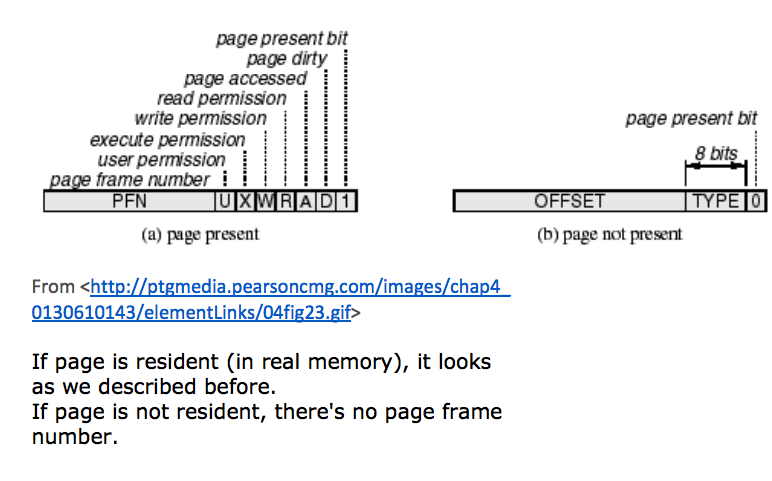 page present bit
page dirty
page accessed
read permission
write permission
page present bit
execute permission
8 bits
user permission
page frame number
PFN U X W R A D 1
OFFSET TYPE 0
(a) page present
(b) page not present
From <http://ptgmedia.pearsoncmg.com/images/chap4_
0130610143/elementLinks/04fig23.gif>
If page is resident (in real memory), it looks
as we described before.
If page is not resident, there's no page frame
number.